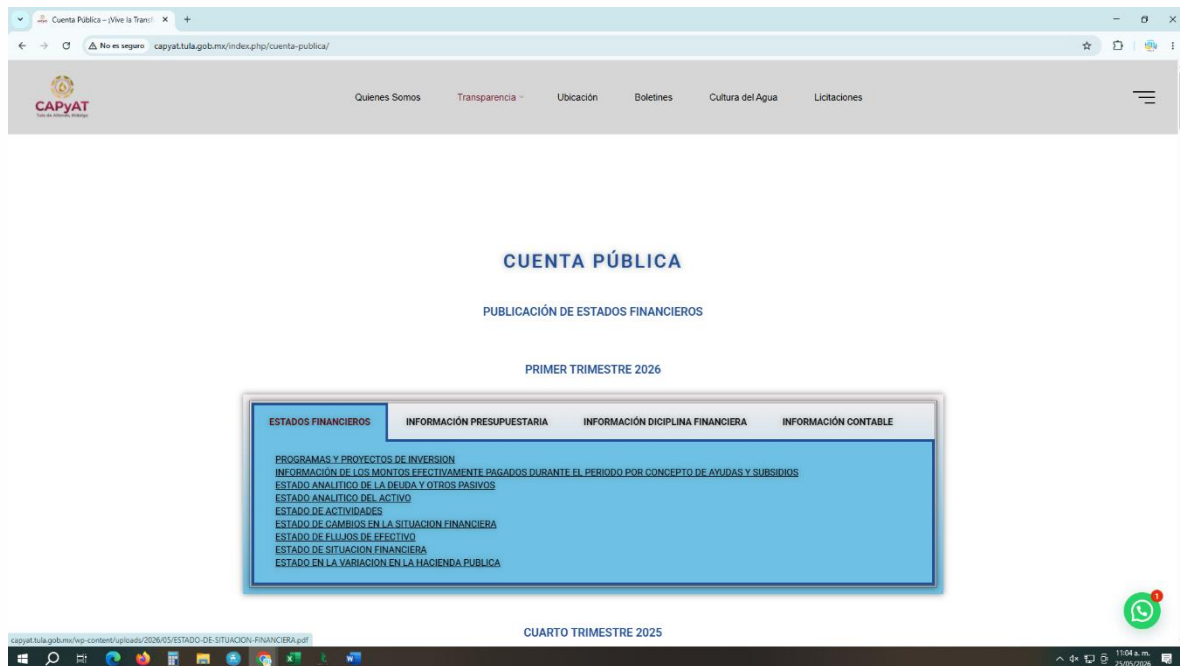 Cuenta Pública – ¡Vive la Transf
No es seguro capyat.tula.gob.mx/index.php/cuenta-publica/
CAPyAT
Tula de Allende, Hidalgo
Quienes Somos Transparencia Ubicación Boletines Cultura del Agua Licitaciones
CUENTA PÚBLICA
PUBLICACIÓN DE ESTADOS FINANCIEROS
PRIMER TRIMESTRE 2026
ESTADOS FINANCIEROS INFORMACIÓN PRESUPUESTARIA INFORMACIÓN DICIPLINA FINANCIERA INFORMACIÓN CONTABLE
PROGRAMAS Y PROYECTOS DE INVERSION
INFORMACIÓN DE LOS MONTOS EFECTIVAMENTE PAGADOS DURANTE EL PERIODO POR CONCEPTO DE AYUDAS Y SUBSIDIOS
ESTADO ANALITICO DE LA DEUDA Y OTROS PASIVOS
ESTADO ANALITICO DEL ACTIVO
ESTADO DE ACTIVIDADES
ESTADO DE CAMBIOS EN LA SITUACION FINANCIERA
ESTADO DE FLUJOS DE EFECTIVO
ESTADO DE SITUACION FINANCIERA
ESTADO EN LA VARIACION EN LA HACIENDA PUBLICA
1
CUARTO TRIMESTRE 2025
capyat.tula.gob.mx/wp-content/uploads/2026/05/ESTADO-DE-SITUACION-FINANCIERA.pdf
11:04 a. m.
25/05/2026